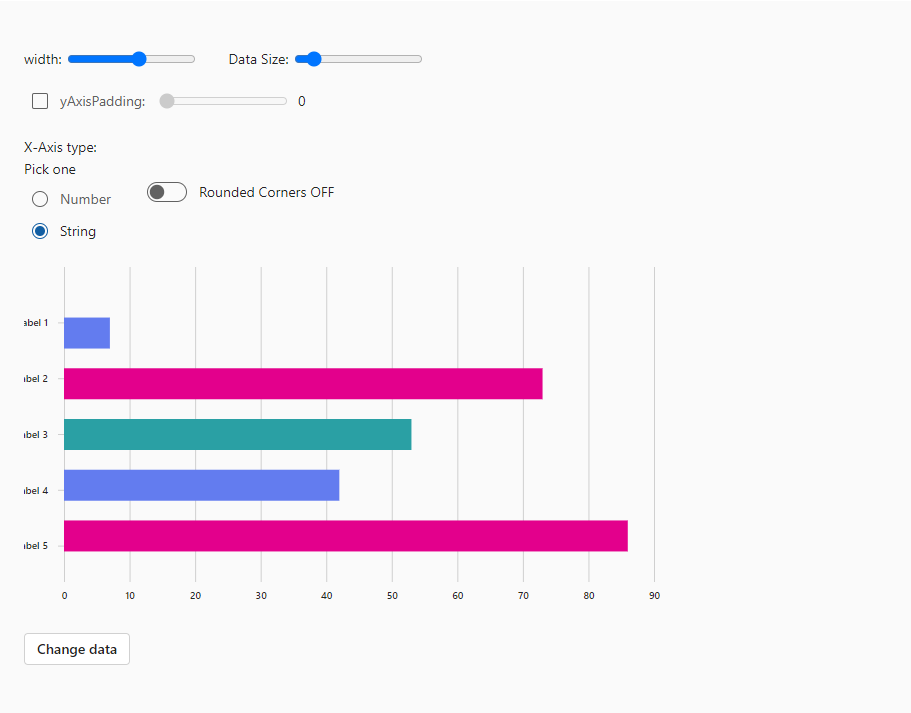 width:
Data Size:
yAxisPadding:
0
X-Axis type:
Pick one
Number
Rounded Corners OFF
String
abel 1
abel 2
abel 3
abel 4
abel 5
0 10 20 30 40 50 60 70 80 90
Change data